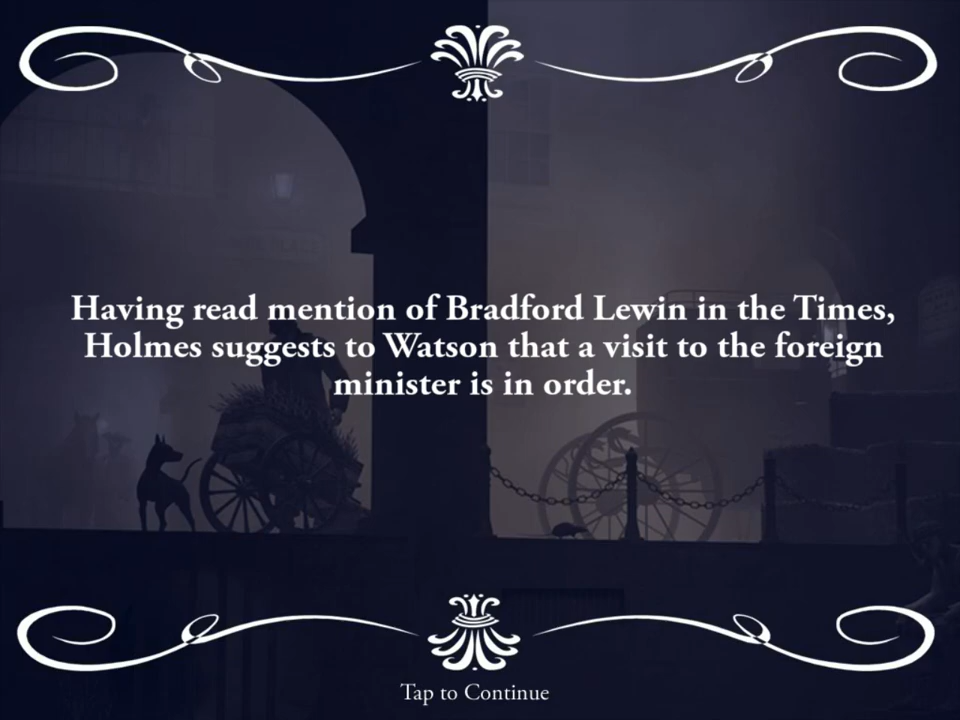 Having read mention of Bradford Lewin in the Times,
Holmes suggests to Watson that a visit to the foreign
minister is in order.
Tap to Continue